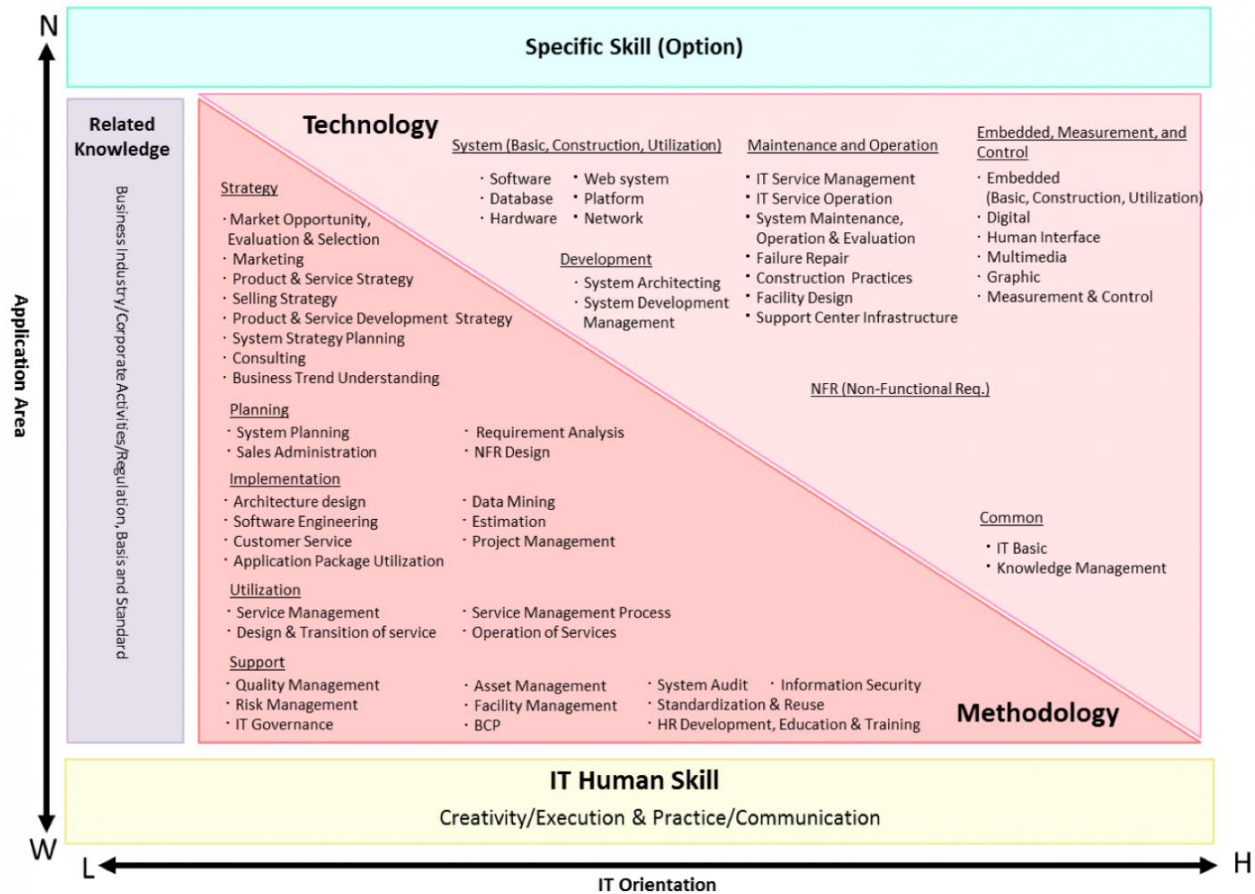 N
Specific Skill (Option)
Related
Knowledge
Business Industry/Corporate Activities/Regulation, Basis and Standard
Application Area
Technology
System (Basic, Construction, Utilization)
· Software
· Database
· Hardware
· Web system
· Platform
· Network
Development
· System Architecting
· System Development
Management
Maintenance and Operation
· IT Service Management
· IT Service Operation
· System Maintenance,
Operation & Evaluation
· Failure Repair
· Construction Practices
· Facility Design
· Support Center Infrastructure
Embedded, Measurement, and
Control
· Embedded
(Basic, Construction, Utilization)
· Digital
· Human Interface
· Multimedia
· Graphic
· Measurement & Control
NFR (Non-Functional Req.)
Common
· IT Basic
· Knowledge Management
Strategy
· Market Opportunity,
Evaluation & Selection
· Marketing
· Product & Service Strategy
· Selling Strategy
· Product & Service Development Strategy
· System Strategy Planning
· Consulting
· Business Trend Understanding
Planning
· System Planning
· Sales Administration
· Requirement Analysis
· NFR Design
Implementation
· Architecture design
· Software Engineering
· Customer Service
· Application Package Utilization
· Data Mining
· Estimation
· Project Management
Utilization
· Service Management
· Design & Transition of service
· Service Management Process
· Operation of Services
Support
· Quality Management
· Risk Management
· IT Governance
· Asset Management
· Facility Management
· BCP
· System Audit · Information Security
· Standardization & Reuse
· HR Development, Education & Training
Methodology
IT Human Skill
Creativity/Execution & Practice/Communication
W
L
H
IT Orientation